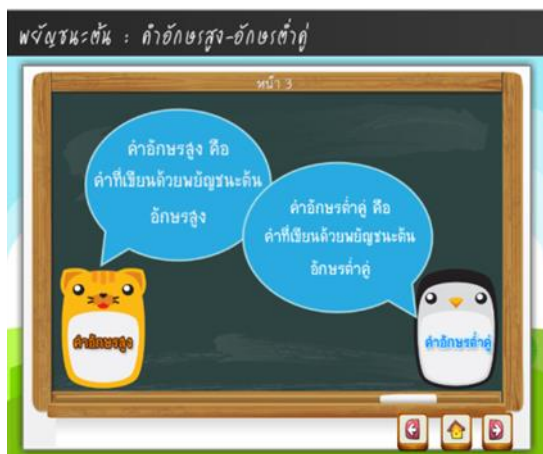 พยัญชนะต้น : คำอักษรสูง-อักษรต่ำคู่
หน้า 3
คำอักษรสูง คือ
คำที่เขียนด้วยพยัญชนะต้น
อักษรสูง
คำอักษรต่ำคู่ คือ
คำที่เขียนด้วยพยัญชนะต้น
อักษรต่ำคู่
คำอักษรสูง
คำอักษรต่ำคู่